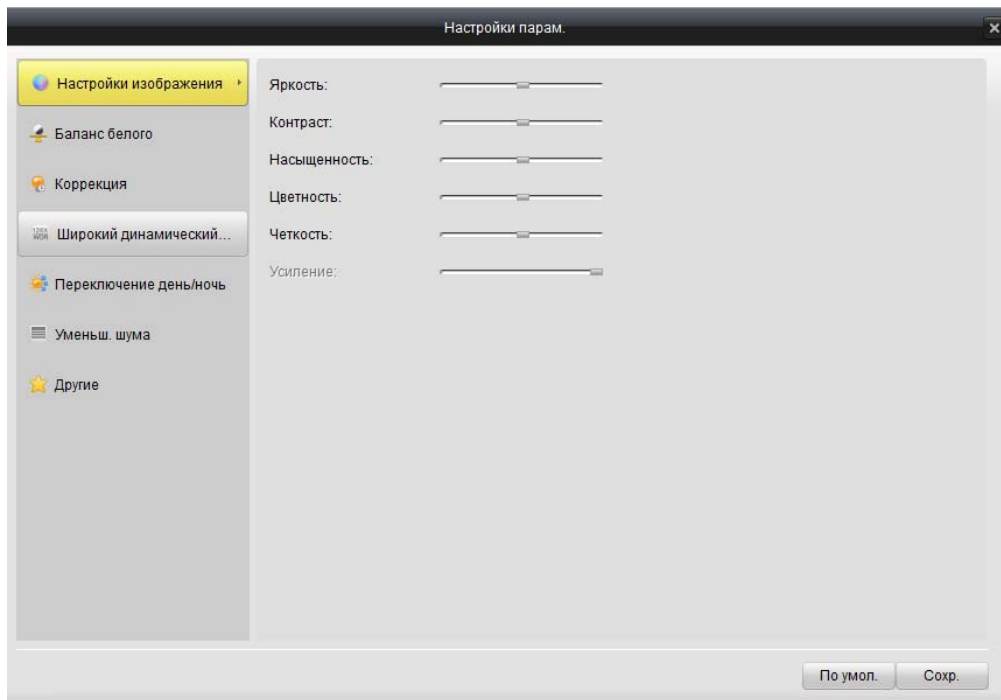 Настройки парам.
Настройки изображения
Баланс белого
Коррекция
Широкий динамический...
Переключение день/ночь
Уменьш. шума
Другие
Яркость:
Контраст:
Насыщенность:
Цветность:
Четкость:
Усиление:
По умол.
Сохр.